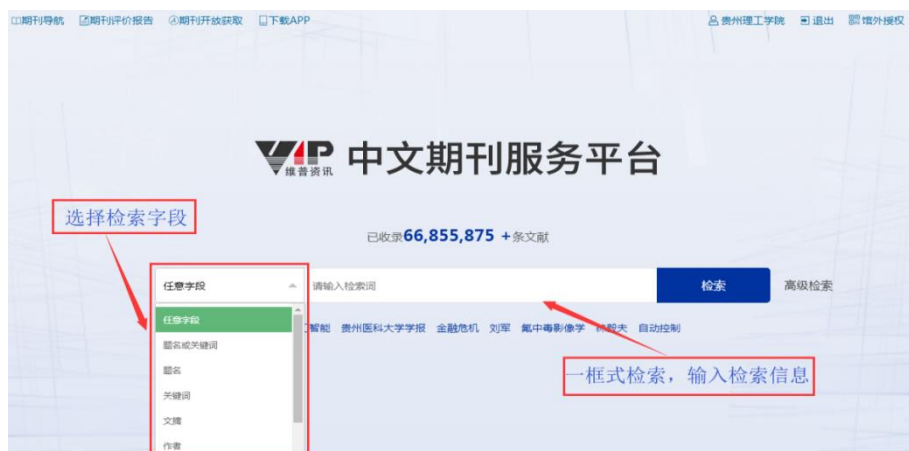 期刊导航 期刊评价报告 期刊开放获取 下载APP
贵州理工学院 退出 馆外授权
VIP 维普资讯 中文期刊服务平台
选择检索字段
已收录66,855,875 +条文献
任意字段 请输入检索词 检索 高级检索
任意字段
智能 贵州医科大学学报 金融危机 刘军 氟中毒影像学 毅夫 自动控制
题名或关键词
一框式检索，输入检索信息
题名
关键词
文摘
作者